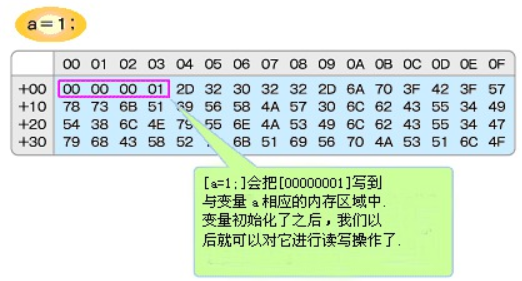 a=1;
00 01 02 03 04 05 06 07 08 09 0A 0B 0C 0D 0E 0F
+00 00 00 00 01 2D 32 30 32 32 2D 6A 70 3F 42 3F 57
+10 78 73 6B 51 69 56 58 4A 57 30 6C 62 43 55 34 49
+20 54 38 6C 4E 79 55 6E 4A 53 49 6C 62 43 55 34 47
+30 79 68 43 58 52 6B 51 69 56 70 4A 53 51 6C 4F
[a=1;]会把[00000001]写到
与变量a相应的内存区域中.
变量初始化了之后，我们以
后就可以对它进行读写操作了.